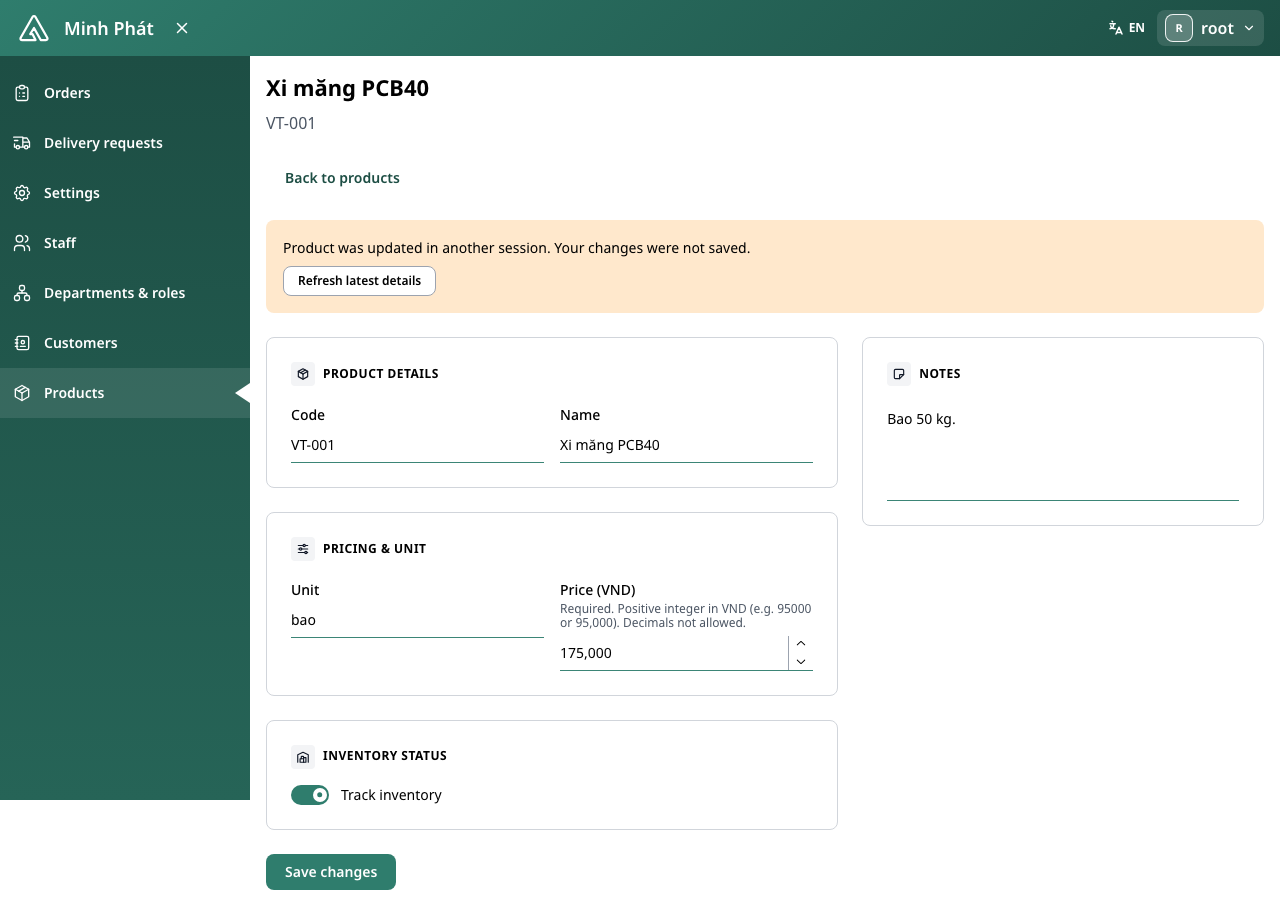 Minh Phát
EN
R
root
Orders
Delivery requests
Settings
Staff
Departments & roles
Customers
Products
Xi măng PCB40
VT-001
Back to products
Product was updated in another session. Your changes were not saved.
Refresh latest details
PRODUCT DETAILS
Code
VT-001
Name
Xi măng PCB40
PRICING & UNIT
Unit
bao
Price (VND)
Required. Positive integer in VND (e.g. 95000
or 95,000). Decimals not allowed.
175,000
INVENTORY STATUS
Track inventory
Save changes
NOTES
Bao 50 kg.